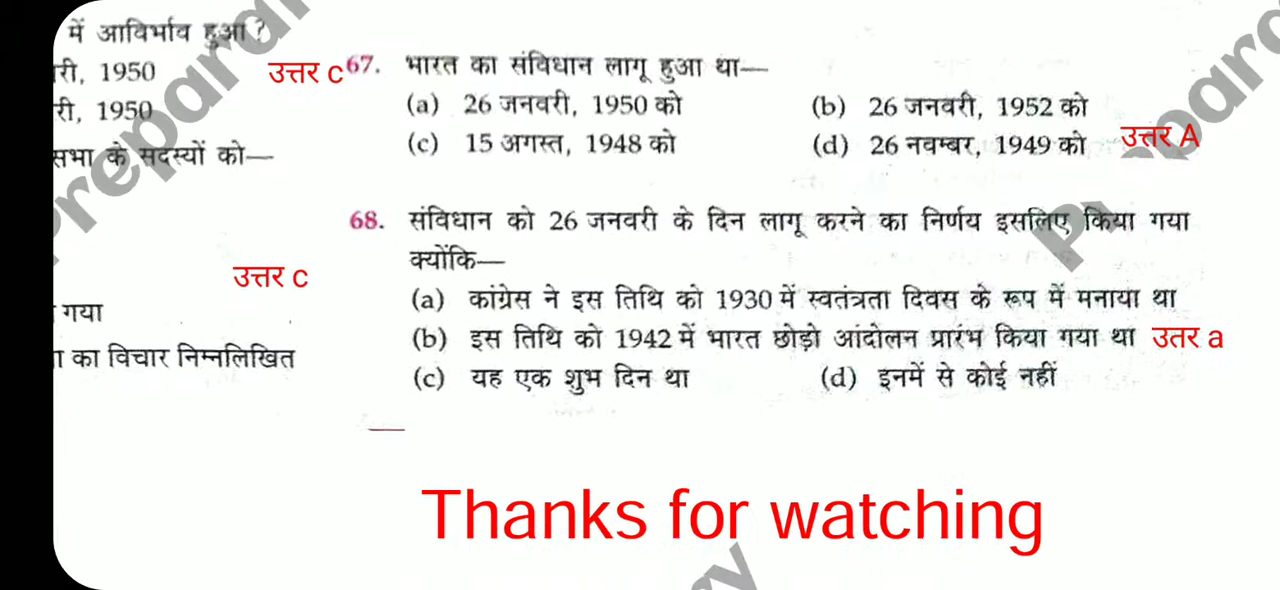 में आविर्भाव हुआ ?
री, 1950
री, 1950
उत्तर c
सभा के सदस्यों को—
उत्तर c
गया
ा का विचार निम्नलिखित
67. भारत का संविधान लागू हुआ था—
(a) 26 जनवरी, 1950 को (b) 26 जनवरी, 1952 को
(c) 15 अगस्त, 1948 को (d) 26 नवम्बर, 1949 को उत्तर A
68. संविधान को 26 जनवरी के दिन लागू करने का निर्णय इसलिए किया गया
क्योंकि—
(a) कांग्रेस ने इस तिथि को 1930 में स्वतंत्रता दिवस के रूप में मनाया था
(b) इस तिथि को 1942 में भारत छोड़ो आंदोलन प्रारंभ किया गया था उतर a
(c) यह एक शुभ दिन था (d) इनमें से कोई नहीं
Thanks for watching